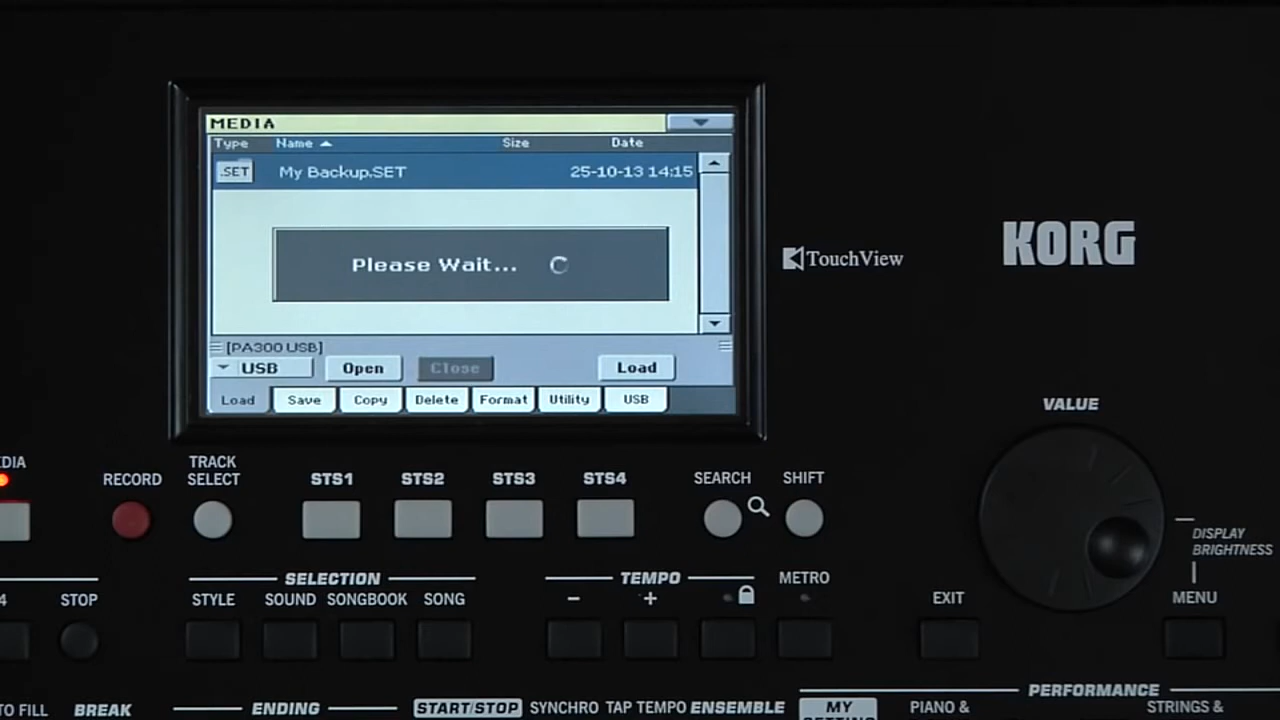 MEDIA
Type Name Size Date
.SET My Backup.SET 25-10-13 14:15
Please Wait...
[PA300 USB]
USB Open Close Load
Load Save Copy Delete Format Utility USB
TouchView
KORG
VALUE
DISPLAY
BRIGHTNESS
MENU
EXIT
EDIA
RECORD
TRACK
SELECT
STS1 STS2 STS3 STS4
SEARCH SHIFT
SELECTION
TEMPO
METRO
4 STOP STYLE SOUND SONGBOOK SONG
− +
PERFORMANCE
TO FILL BREAK ENDING START/STOP SYNCHRO TAP TEMPO ENSEMBLE MY PIANO & STRINGS &